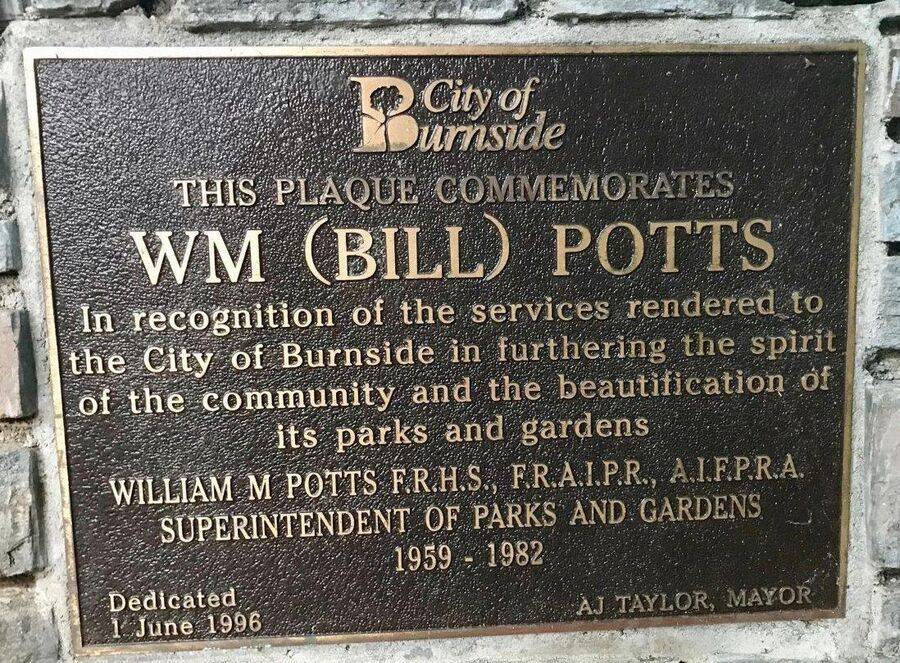 City of
Burnside
THIS PLAQUE COMMEMORATES
WM (BILL) POTTS
In recognition of the services rendered to
the City of Burnside in furthering the spirit
of the community and the beautification of
its parks and gardens
WILLIAM M POTTS F.R.H.S., F.R.A.I.P.R., A.I.F.P.R.A.
SUPERINTENDENT OF PARKS AND GARDENS
1959 - 1982
Dedicated
1 June 1996
AJ TAYLOR, MAYOR